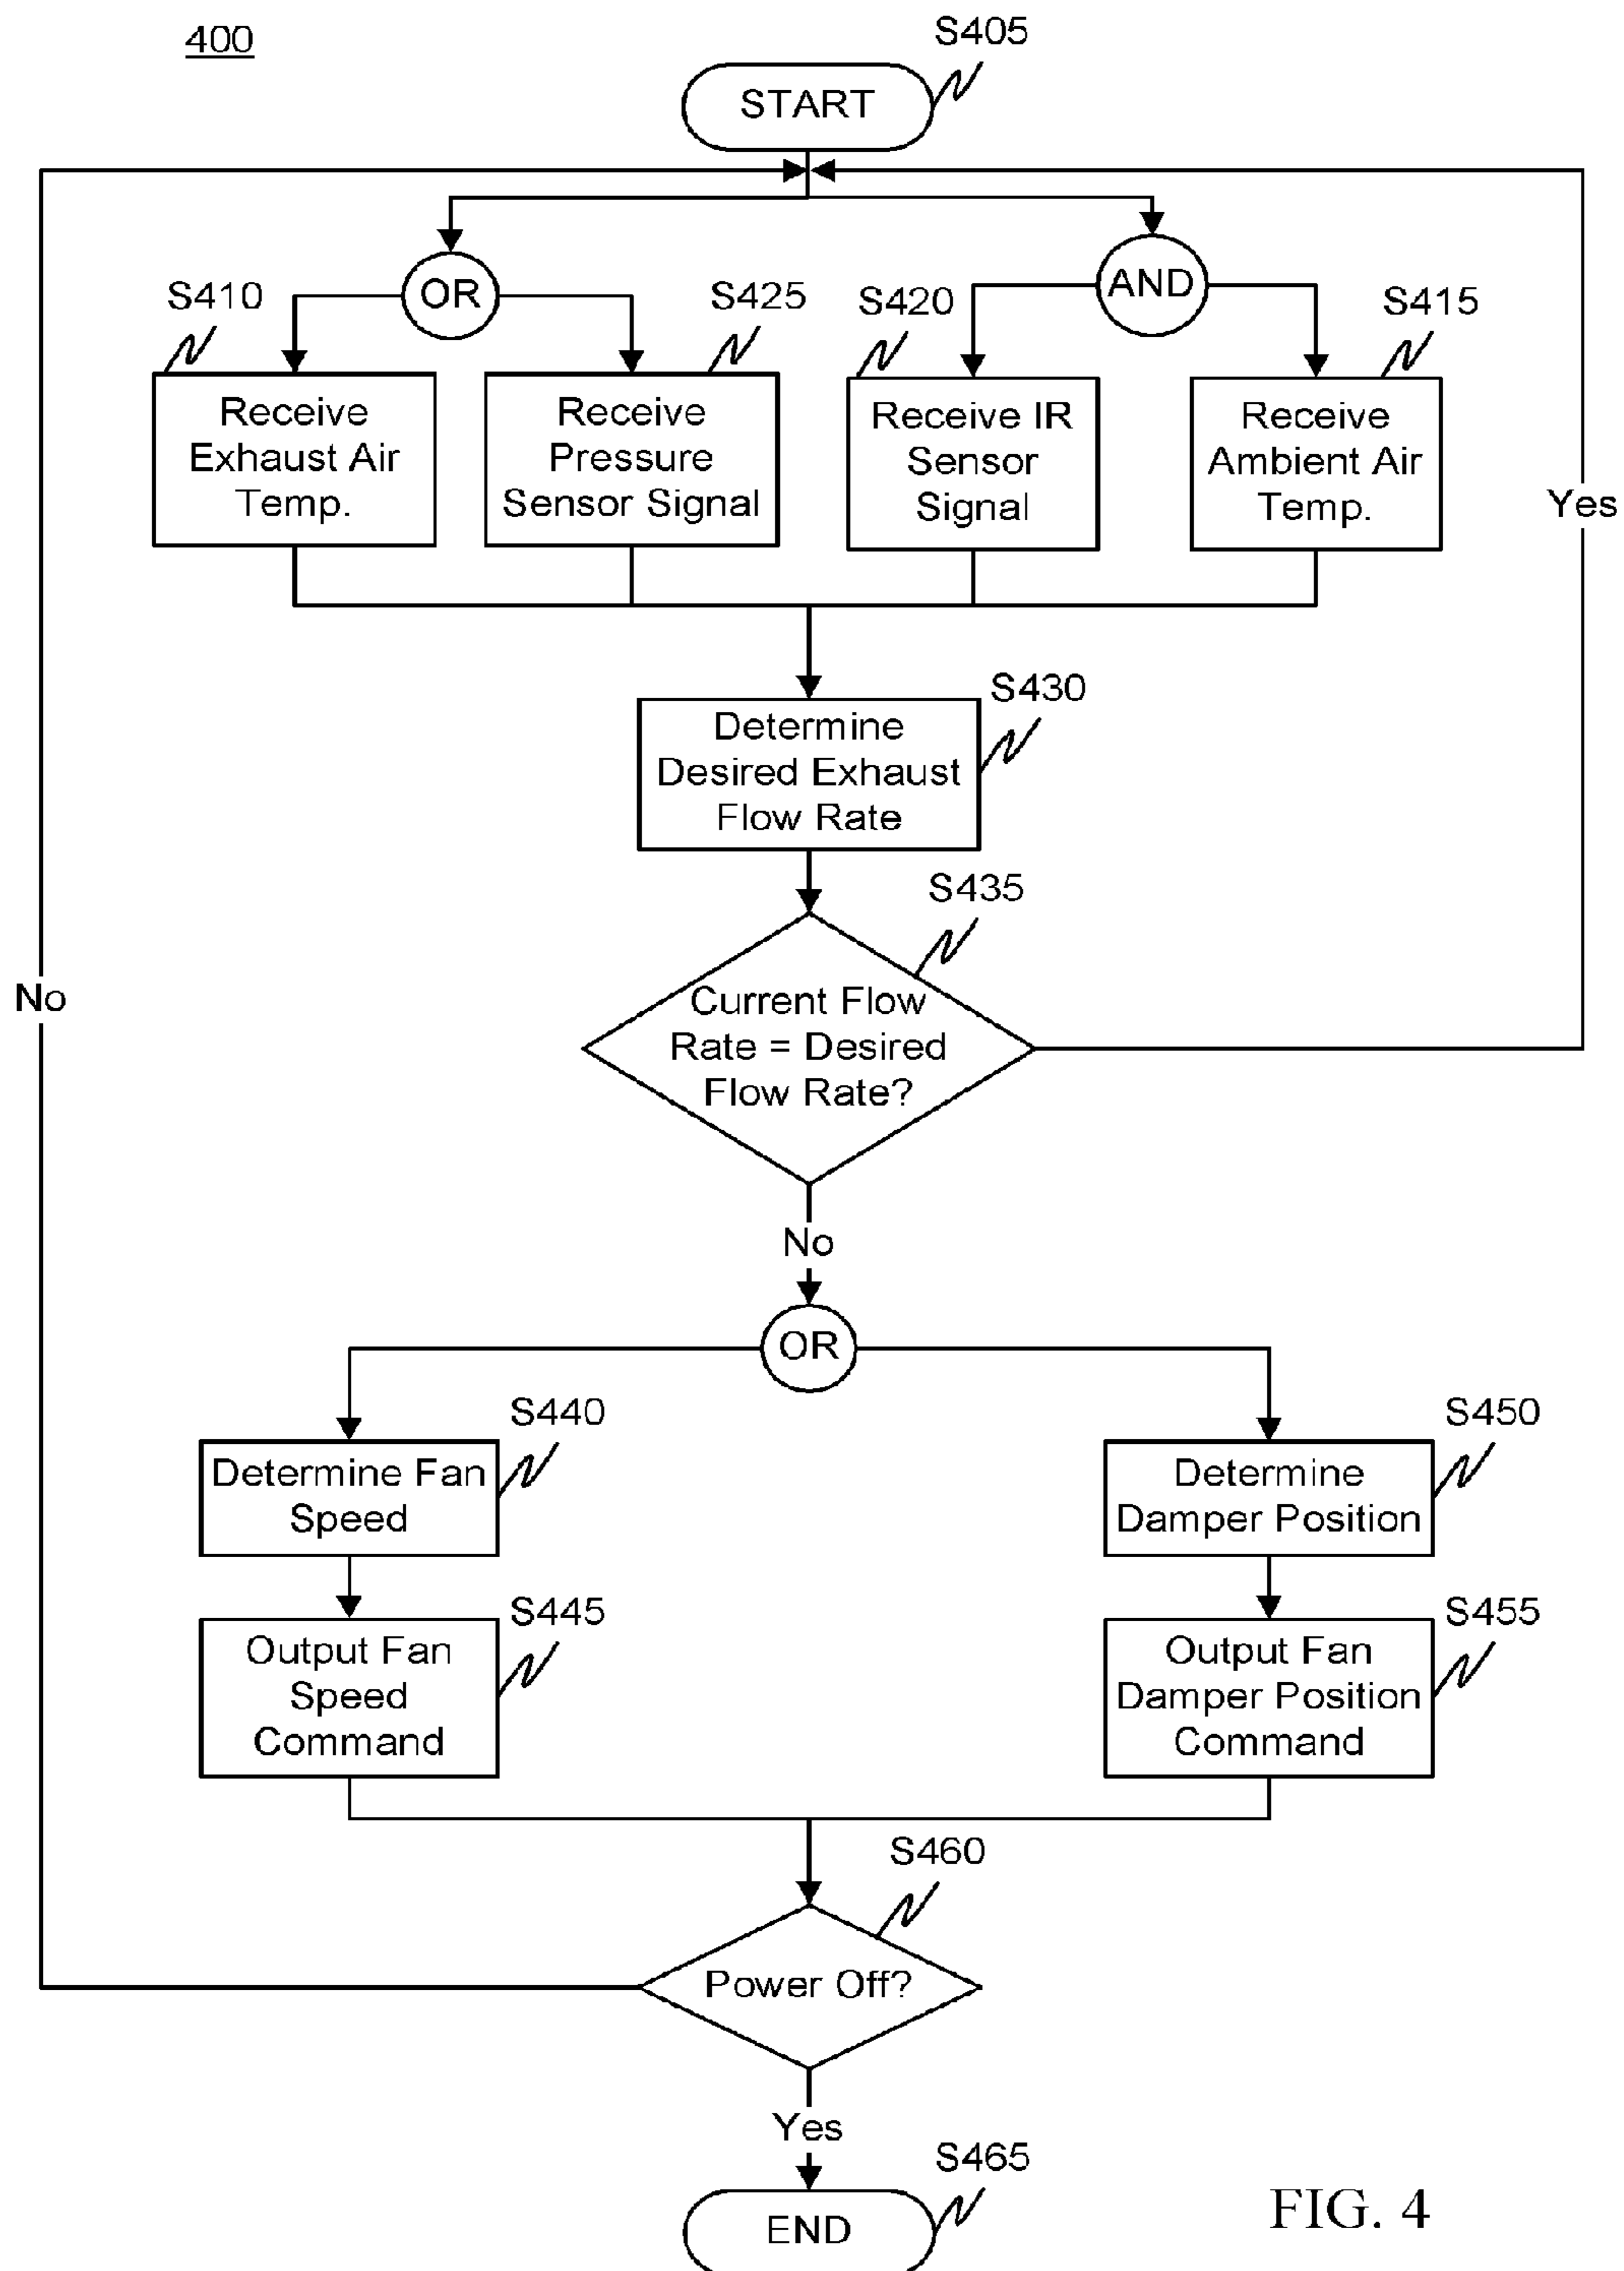 400
S405
START
OR
AND
S410
S425
S420
S415
Receive
Exhaust Air
Temp.
Receive
Pressure
Sensor Signal
Receive IR
Sensor
Signal
Receive
Ambient Air
Temp.
Yes
S430
Determine
Desired Exhaust
Flow Rate
S435
Current Flow
Rate = Desired
Flow Rate?
No
No
OR
S440
Determine Fan
Speed
S450
Determine
Damper Position
S445
Output Fan
Speed
Command
S455
Output Fan
Damper Position
Command
S460
Power Off?
Yes
S465
END
FIG. 4